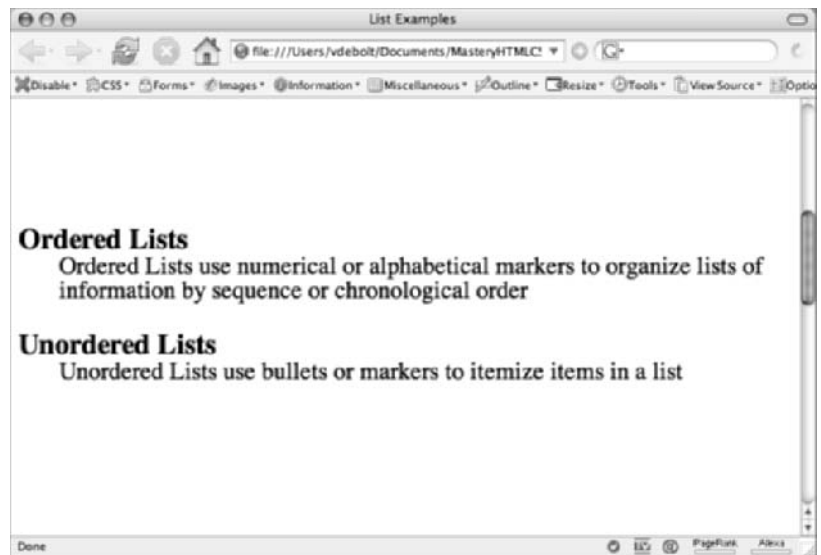 List Examples
file:///Users/vdebolt/Documents/MasteryHTMLC
G
Disable CSS Forms Images Information Miscellaneous Outline Resize Tools View Source Optio
Ordered Lists
Ordered Lists use numerical or alphabetical markers to organize lists of
information by sequence or chronological order
Unordered Lists
Unordered Lists use bullets or markers to itemize items in a list
Done PageRank Alexa